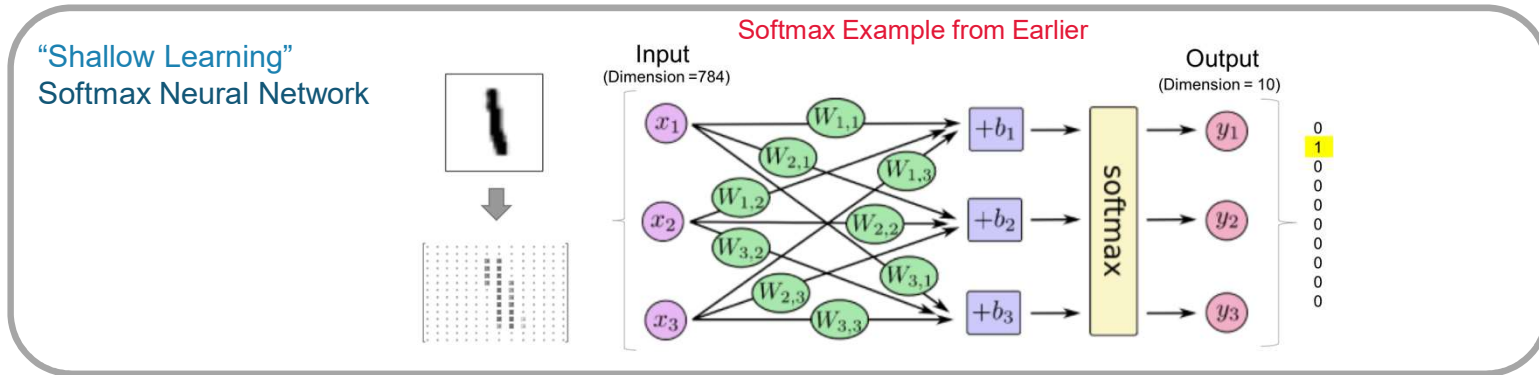 Softmax Example from Earlier
“Shallow Learning”
Softmax Neural Network
Input
(Dimension =784)
Output
(Dimension = 10)
x1
W1,1
+b1
y1
W2,1
W1,3
W1,2
x2
W2,2
+b2
softmax
y2
W3,2
W3,1
W2,3
x3
W3,3
+b3
y3
0
1
0
0
0
0
0
0
0
0